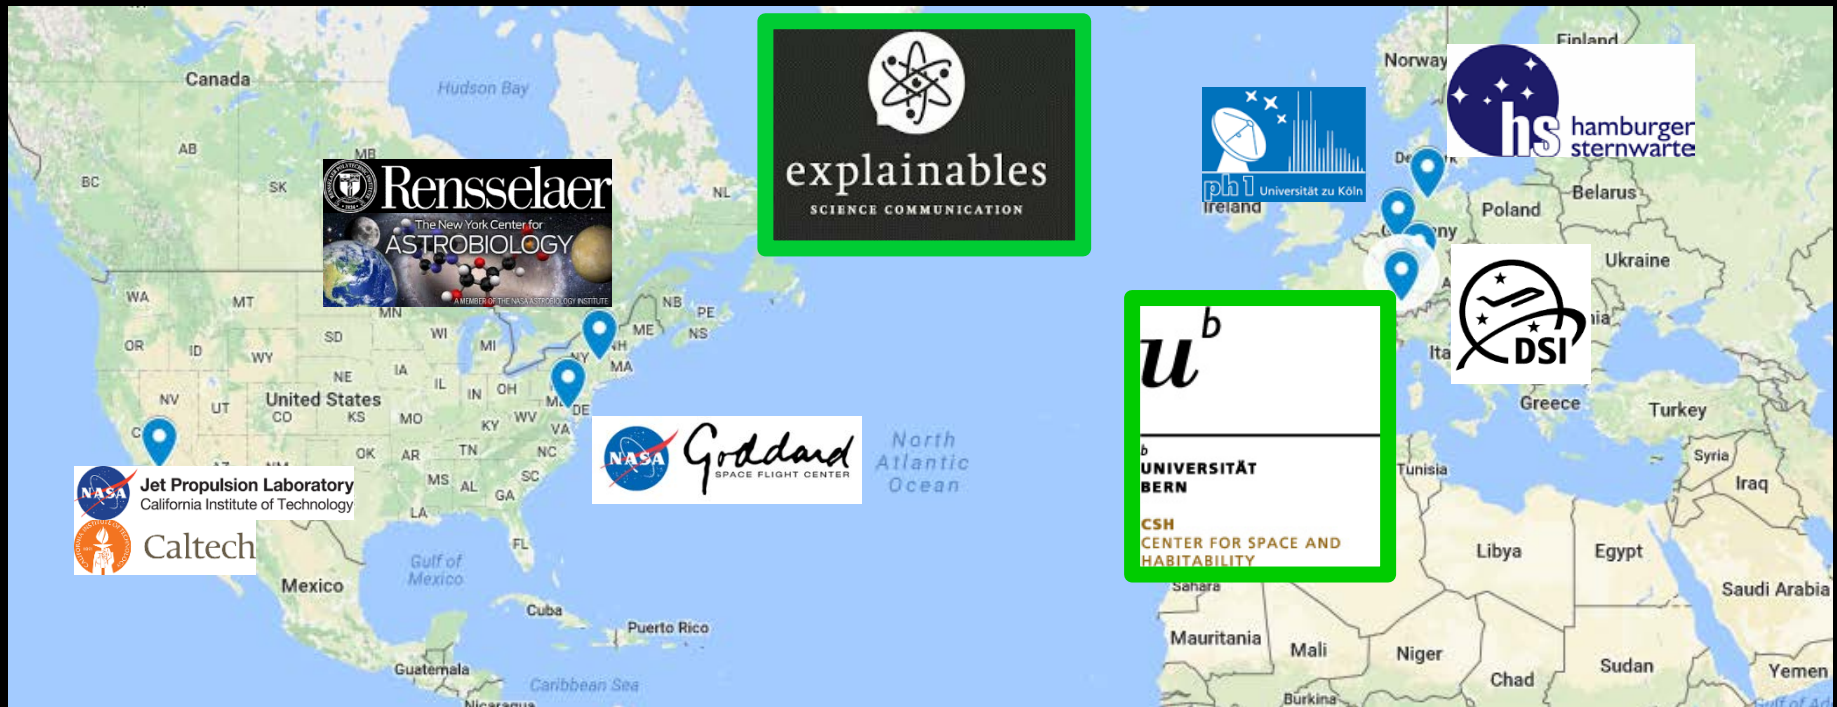 Canada
Hudson Bay
AB
MB
BC
SK
NL
Rensselaer
The New York Center for
ASTROBIOLOGY
A MEMBER OF THE NASA ASTROBIOLOGY INSTITUTE
explainables
SCIENCE COMMUNICATION
Norway
Finland
hs hamburger
sternwarte
ph1 Universität zu Köln
Ireland
Belarus
Poland
Ukraine
WA
MT
MN
NB
PE
ME
NS
OR
ID
SD
WI
MI
NH
WY
NY
MA
NE
IA
IL
IN
OH
NV
UT
United States
CO
KS
MO
KY
WV
VA
DE
OK
AR
TN
NC
MS
AL
SC
GA
LA
FL
NASA
Jet Propulsion Laboratory
California Institute of Technology
Caltech
NASA Goddard
SPACE FLIGHT CENTER
North
Atlantic
Ocean
Gulf of
Mexico
Mexico
Cuba
Puerto Rico
Guatemala
Caribbean Sea
Nicaragua
u^b
b
UNIVERSITÄT
BERN
CSH
CENTER FOR SPACE AND
HABITABILITY
DSI
Greece
Turkey
Tunisia
Syria
Iraq
Libya
Egypt
Saudi Arabia
Sahara
Mauritania
Mali
Niger
Chad
Sudan
Yemen
Burkina